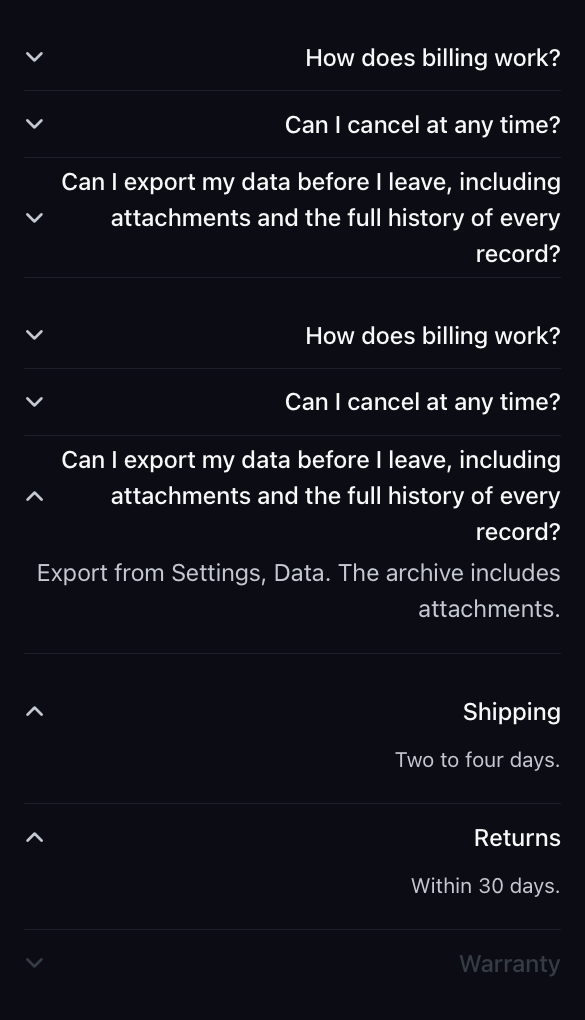 How does billing work?
Can I cancel at any time?
Can I export my data before I leave, including
attachments and the full history of every
record?
How does billing work?
Can I cancel at any time?
Can I export my data before I leave, including
attachments and the full history of every
record?
Export from Settings, Data. The archive includes
attachments.
Shipping
Two to four days.
Returns
Within 30 days.
Warranty